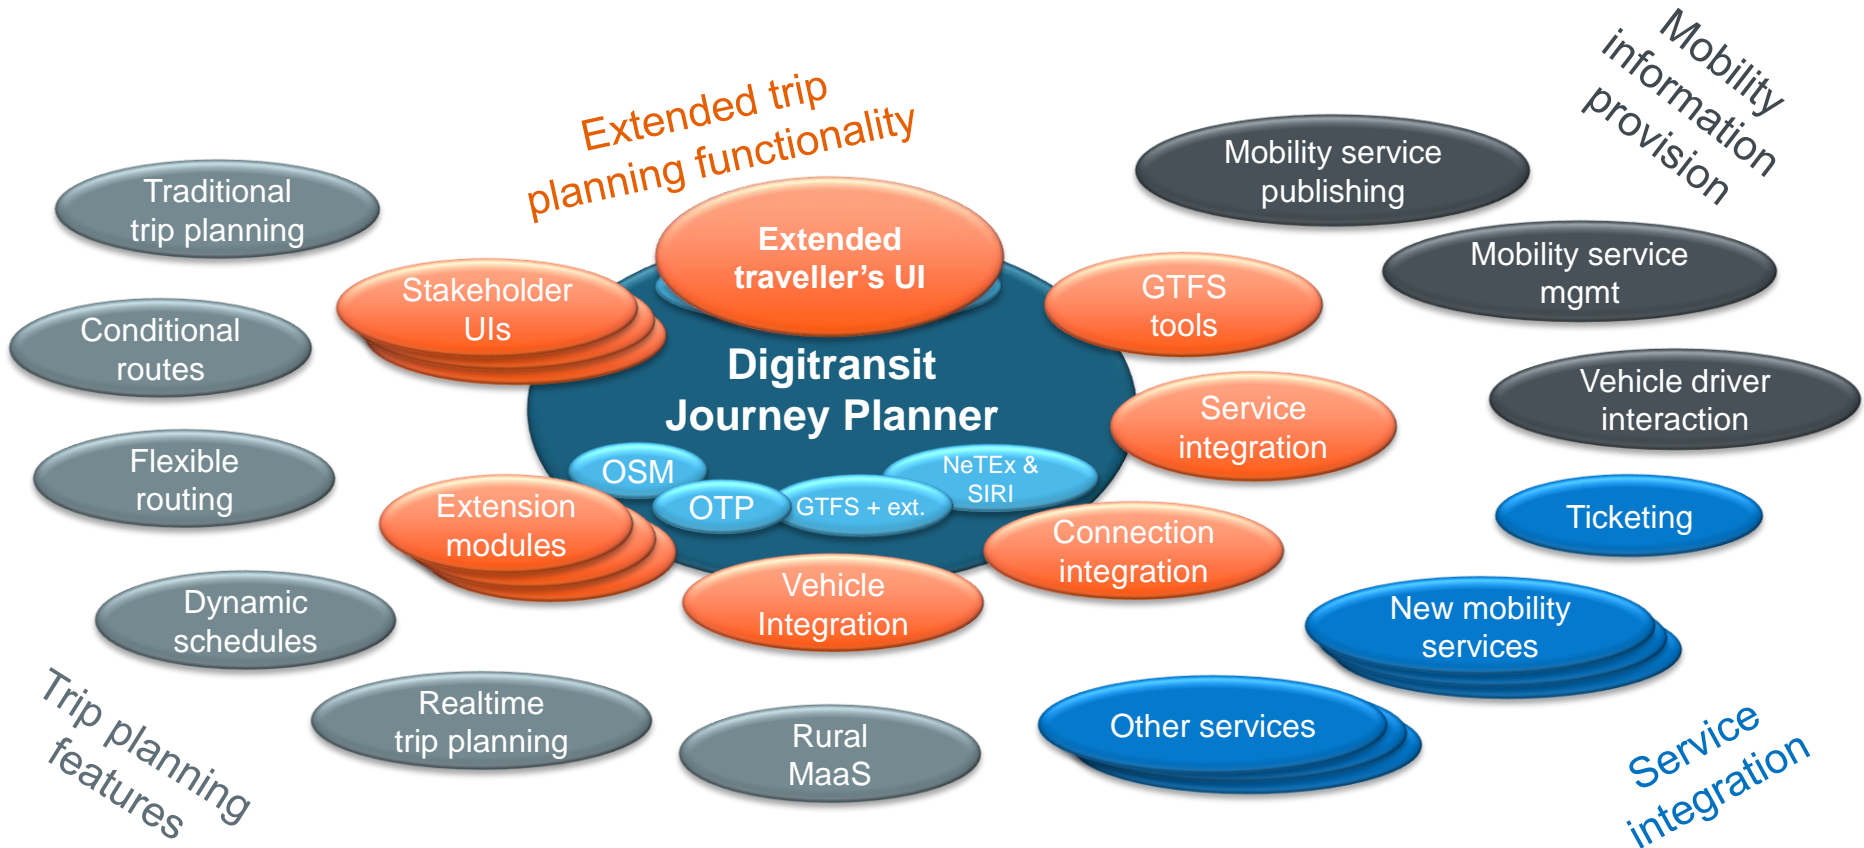 Mobility
information
provision
Extended trip
planning functionality
Mobility service
publishing
Traditional
trip planning
Extended
traveller's UI
Mobility service
mgmt
Stakeholder
UIs
GTFS
tools
Conditional
routes
Digitransit
Journey Planner
Vehicle driver
interaction
Service
integration
Flexible
routing
OSM
NeTEx &
SIRI
OTP
GTFS + ext.
Extension
modules
Ticketing
Connection
integration
Dynamic
schedules
Vehicle
Integration
New mobility
services
Trip planning
features
Realtime
trip planning
Rural
MaaS
Other services
Service
integration